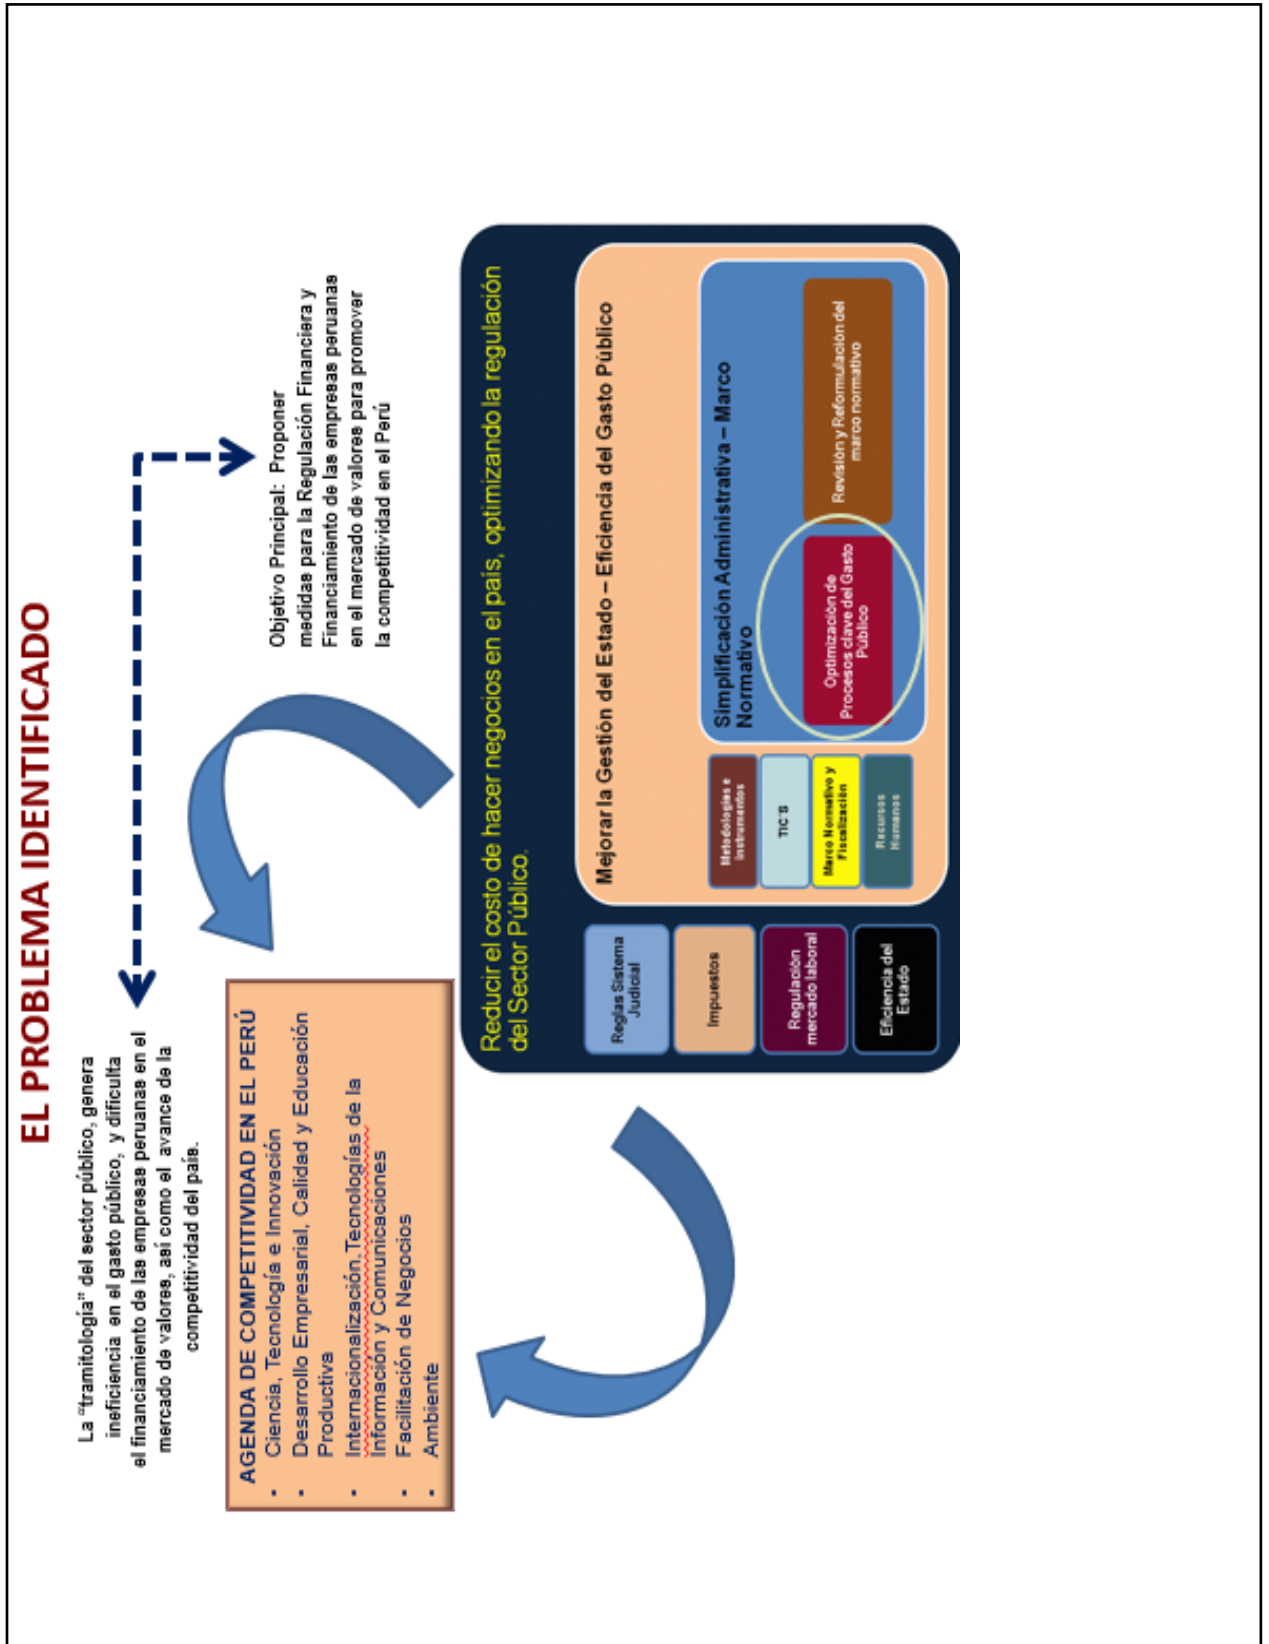 EL PROBLEMA IDENTIFICADO
La “tramitología” del sector público, genera
ineficiencia en el gasto público, y dificulta
el financiamiento de las empresas peruanas en el
mercado de valores, así como el avance de la
competitividad del país.
Objetivo Principal: Proponer
medidas para la Regulación Financiera y
Financiamiento de las empresas peruanas
en el mercado de valores para promover
la competitividad en el Perú
AGENDA DE COMPETITIVIDAD EN EL PERÚ
• Ciencia, Tecnología e Innovación
• Desarrollo Empresarial, Calidad y Educación
Productiva
• Internacionalización,Tecnologías de la
Información y Comunicaciones
• Facilitación de Negocios
• Ambiente
Reducir el costo de hacer negocios en el país, optimizando la regulación
del Sector Público.
Reglas Sistema
Judicial
Impuestos
Regulación
mercado laboral
Eficiencia del
Estado
Mejorar la Gestión del Estado – Eficiencia del Gasto Público
Metodologías e
instrumentos
TIC´S
Marco Normativo y
Fiscalización
Recursos
Humanos
Simplificación Administrativa – Marco
Normativo
Optimización de
Procesos clave del Gasto
Público
Revisión y Reformulación del
marco normativo